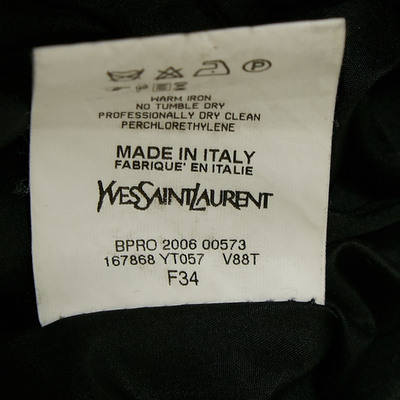 WARM IRON
NO TUMBLE DRY
PROFESSIONALLY DRY CLEAN
PERCHLORETHYLENE
MADE IN ITALY
FABRIQUE' EN ITALIE
YVESSAINTLAURENT
BPRO 2006 00573
167868 YT057 V88T
F34